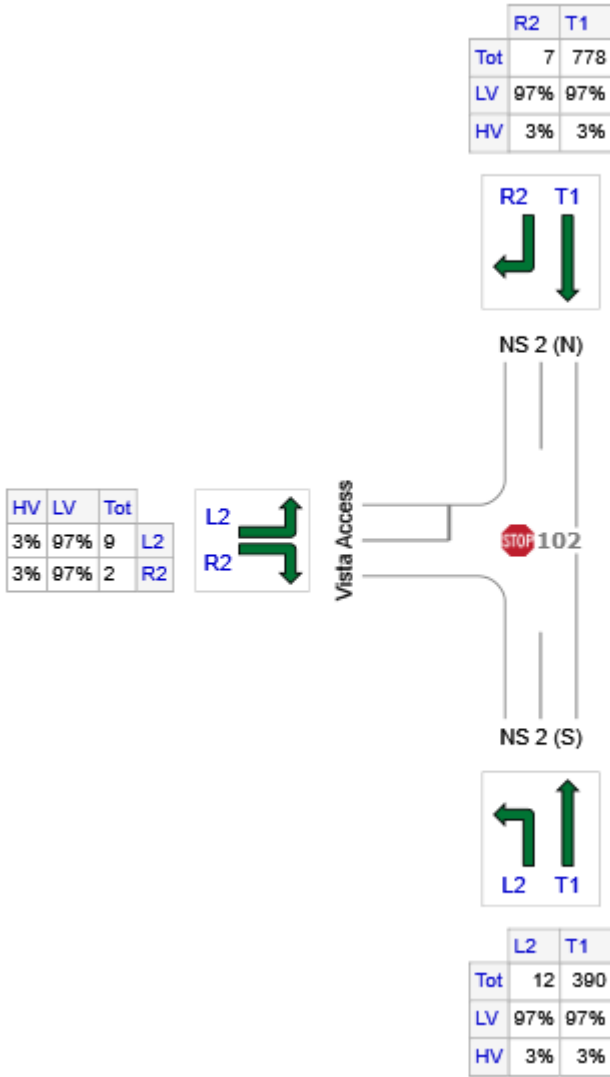 R2 T1
Tot 7 778
LV 97% 97%
HV 3% 3%
R2 T1
NS 2 (N)
HV LV Tot
3% 97% 9 L2
3% 97% 2 R2
L2
R2
Vista Access
STOP 102
NS 2 (S)
L2 T1
L2 T1
Tot 12 390
LV 97% 97%
HV 3% 3%